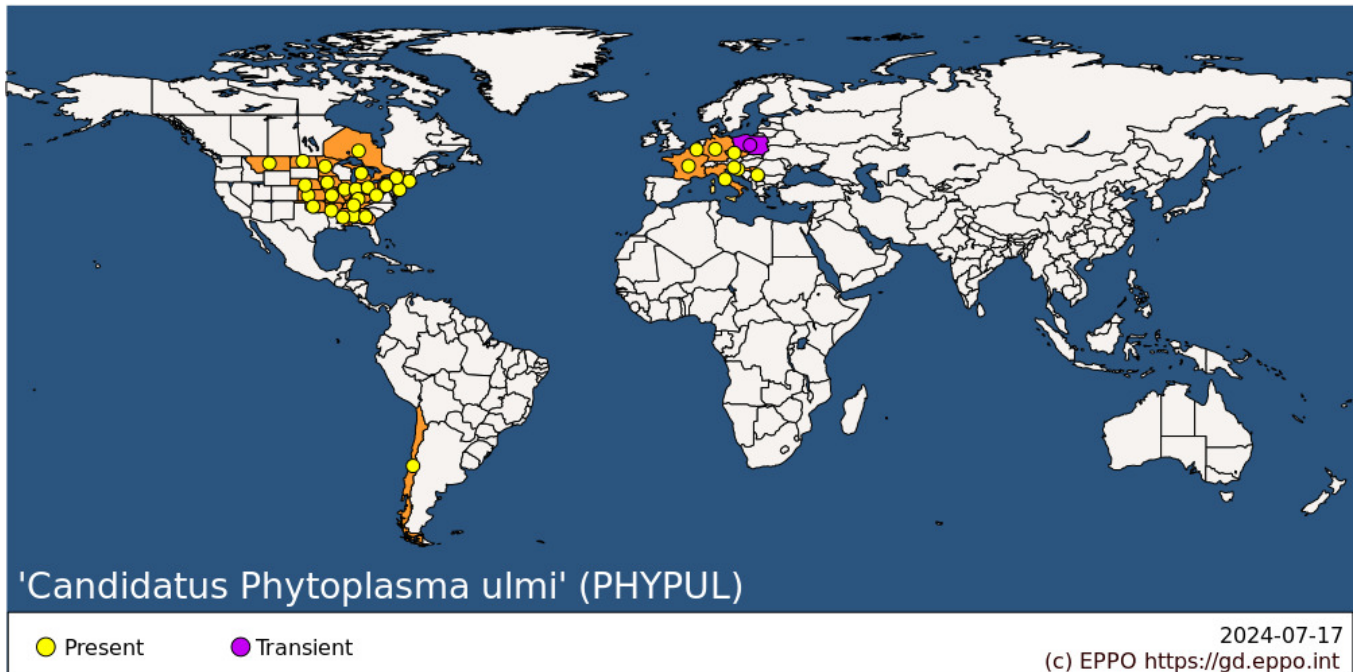 'Candidatus Phytoplasma ulmi' (PHYPUL)
Present
Transient
2024-07-17
(c) EPPO https://gd.eppo.int